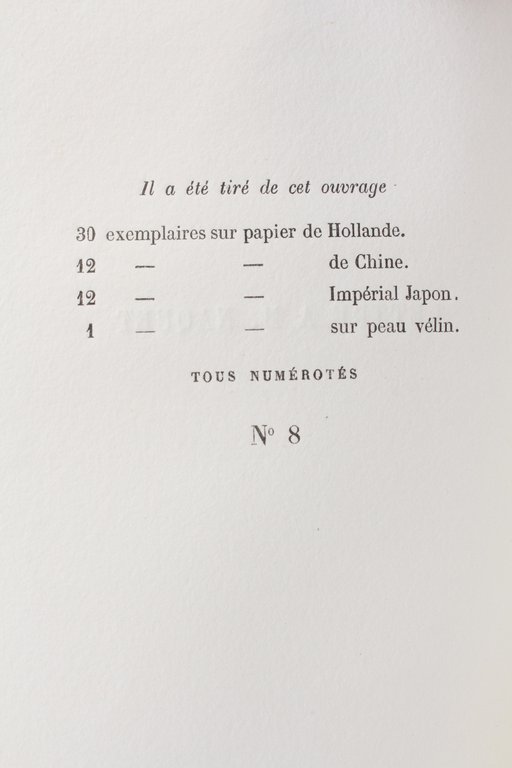 Il a été tiré de cet ouvrage
30 exemplaires sur papier de Hollande.
12 — — de Chine.
12 — — Impérial Japon.
1 — — sur peau vélin.
TOUS NUMÉROTÉS
Nº 8